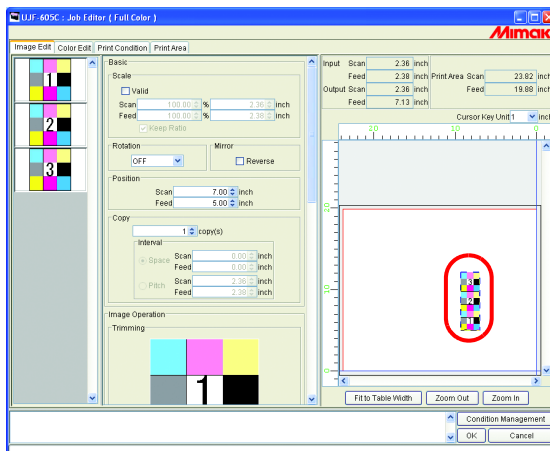 UJF-605C : Job Editor ( Full Color )
Mimaki
Image Edit Color Edit Print Condition Print Area
1
2
3
Basic
Scale
Valid
Scan 100.00 % 2.36 inch
Feed 100.00 % 2.38 inch
Keep Ratio
Rotation
OFF
Mirror
Reverse
Position
Scan 7.00 inch
Feed 5.00 inch
Copy
1 copy(s)
Interval
Space Scan 0.00 inch
Feed 0.00 inch
Pitch Scan 2.36 inch
Feed 2.38 inch
Image Operation
Trimming
1
Input Scan 2.36 inch
Feed 2.38 inch Print Area Scan 23.82 inch
Output Scan 2.36 inch Feed 19.88 inch
Feed 7.13 inch
Cursor Key Unit 1 inch
20 10 0
20
10
0
3
2
1
Fit to Table Width Zoom Out Zoom In
Condition Management
OK Cancel